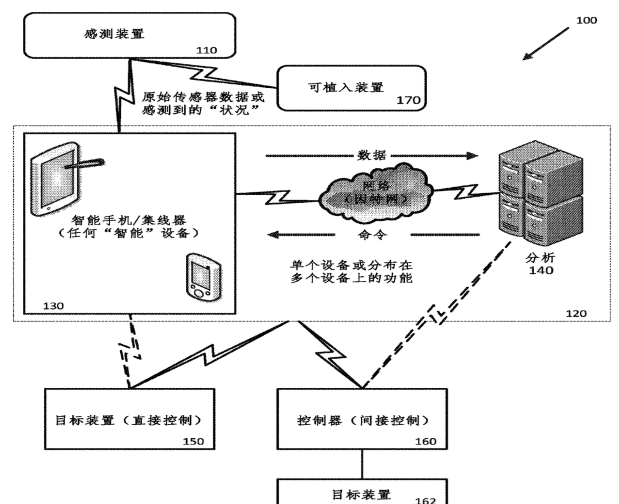 感测装置
110
100
可植入装置
170
原始传感器数据或
感测到的“状况”
数据
网络
（因特网）
命令
智能手机/集线器
（任何“智能”设备）
130
单个设备或分布在
多个设备上的功能
分析
140
120
目标装置（直接控制）
150
控制器（间接控制）
160
目标装置
162